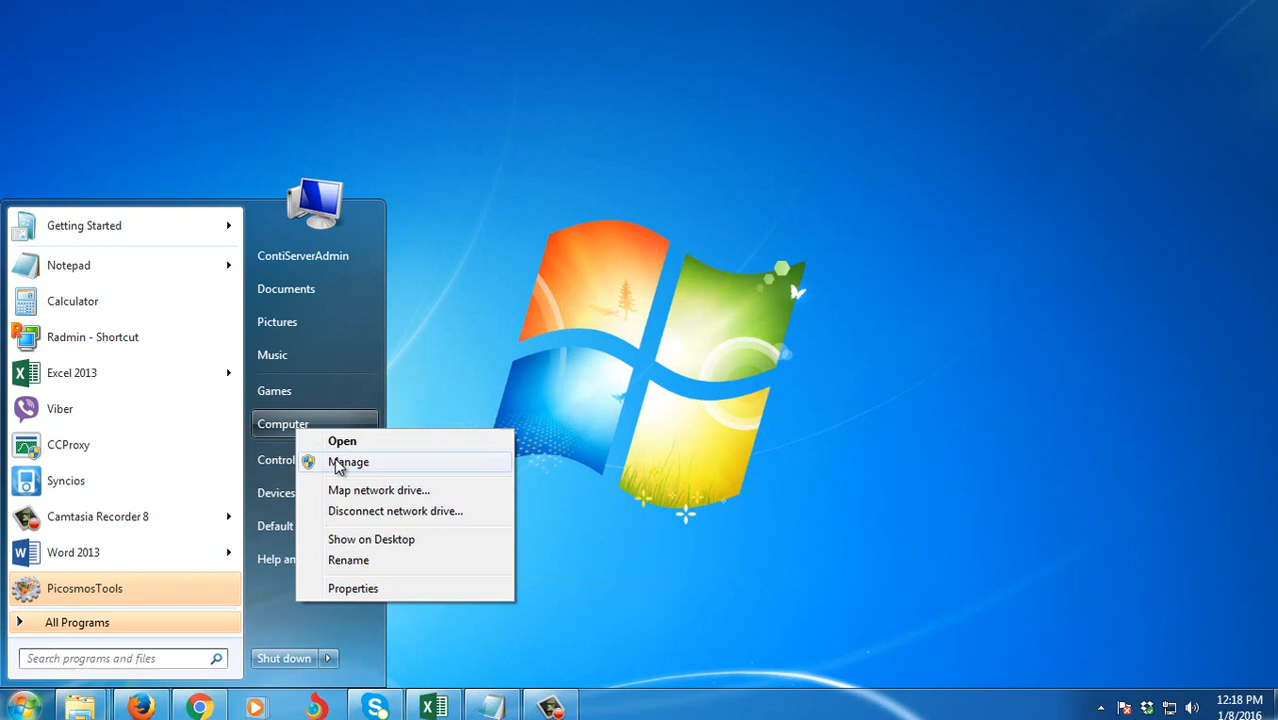 Getting Started
Notepad
Calculator
Radmin - Shortcut
Excel 2013
Viber
CCProxy
Syncios
Camtasia Recorder 8
Word 2013
PicosmosTools
All Programs
Search programs and files
ContiServerAdmin
Documents
Pictures
Music
Games
Computer
Control
Devices
Default
Help an
Shut down
Open
Manage
Map network drive...
Disconnect network drive...
Show on Desktop
Rename
Properties
12:18 PM
1/8/2016